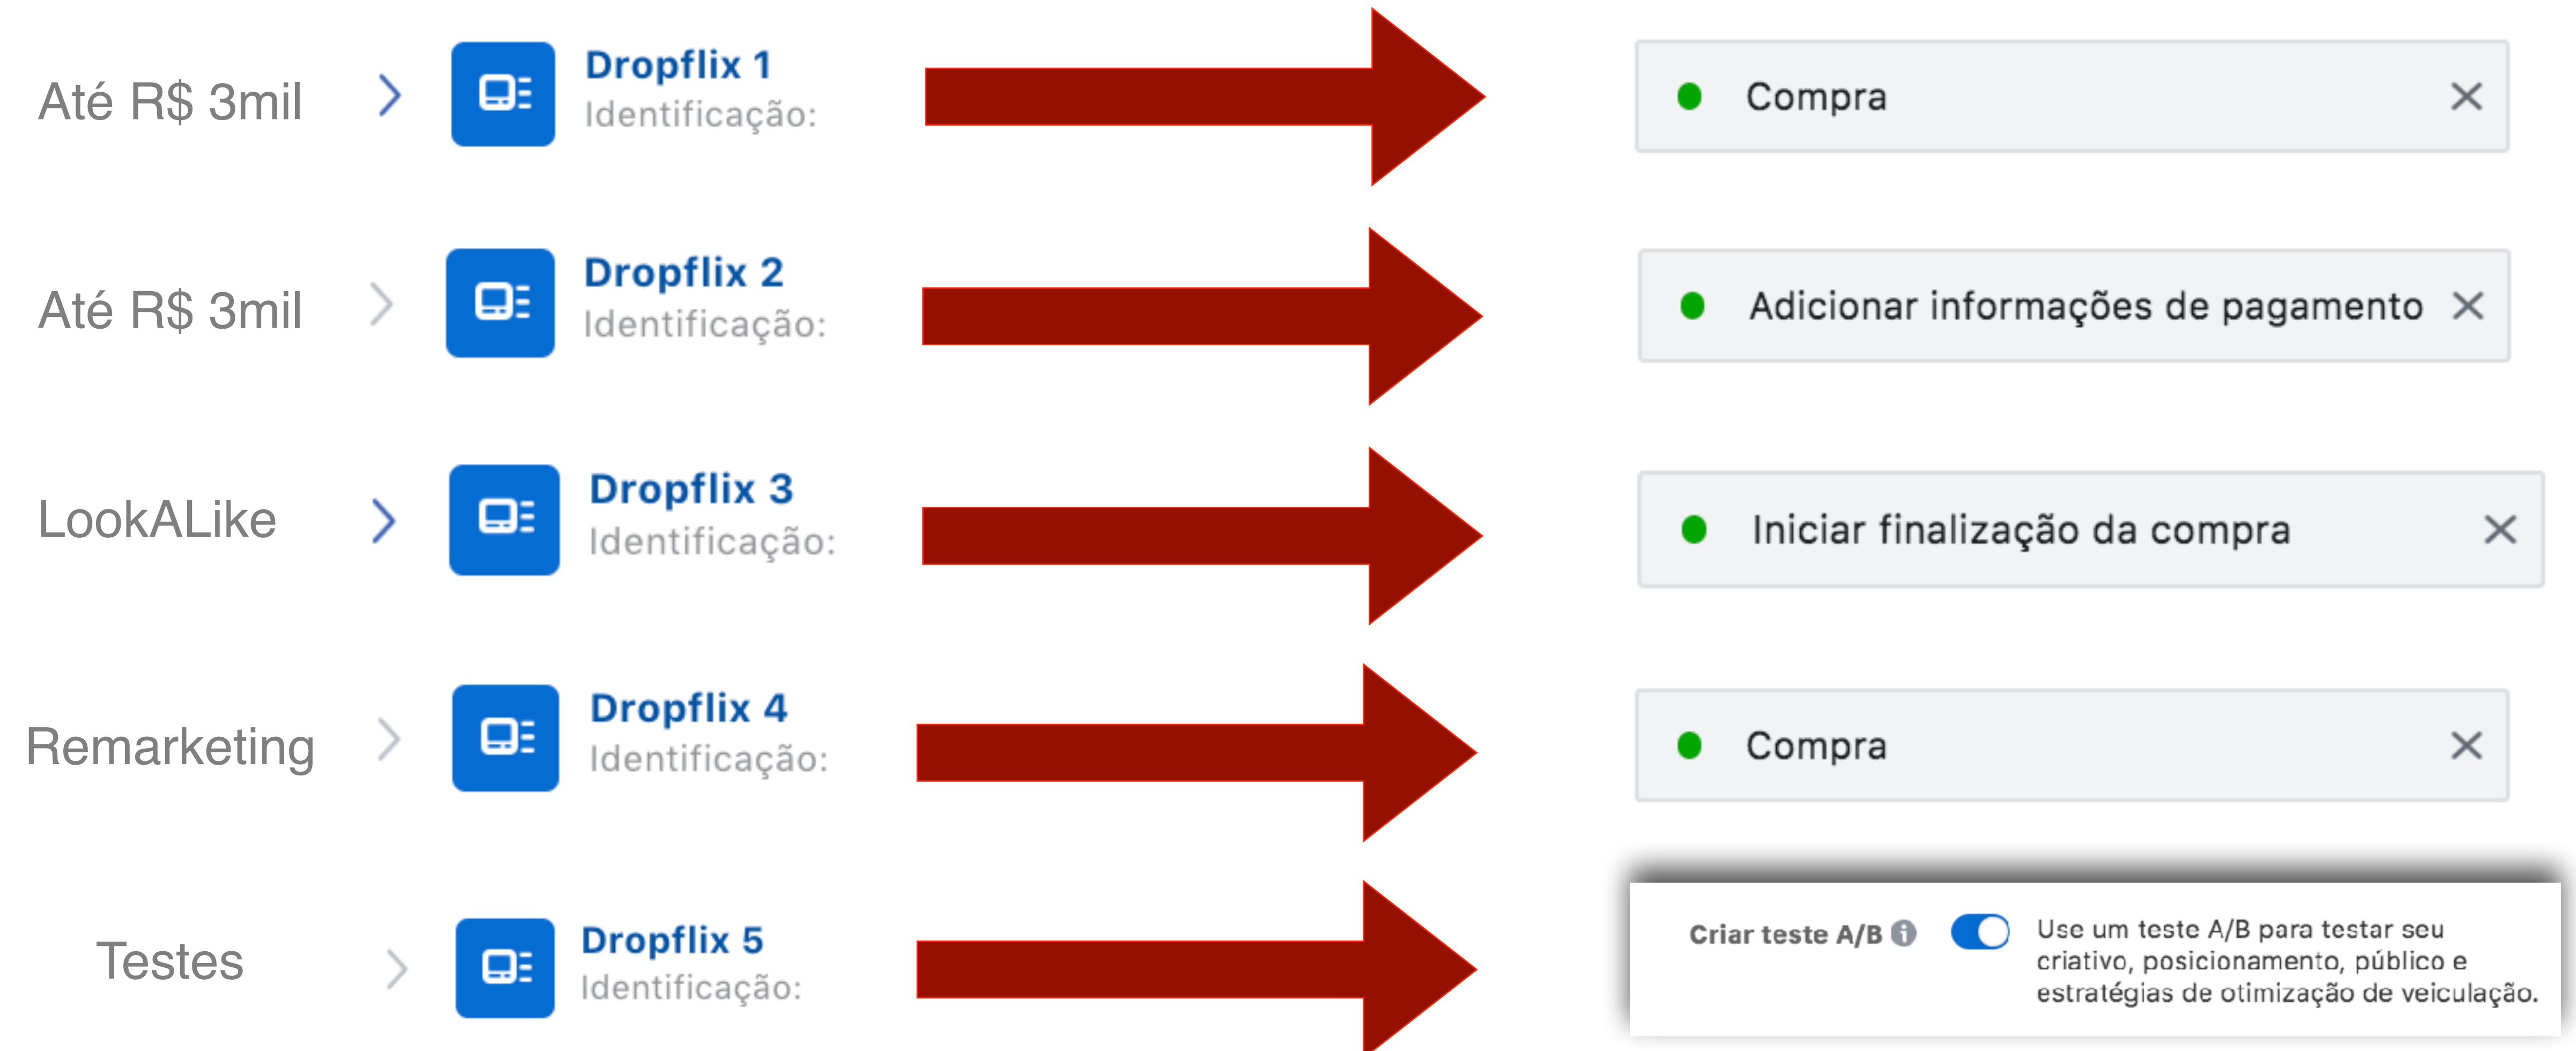 Até R$ 3mil
Dropflix 1
Identificação:
Compra
Até R$ 3mil
Dropflix 2
Identificação:
Adicionar informações de pagamento
LookALike
Dropflix 3
Identificação:
Iniciar finalização da compra
Remarketing
Dropflix 4
Identificação:
Compra
Testes
Dropflix 5
Identificação:
Criar teste A/B
Use um teste A/B para testar seu
criativo, posicionamento, público e
estratégias de otimização de veiculação.